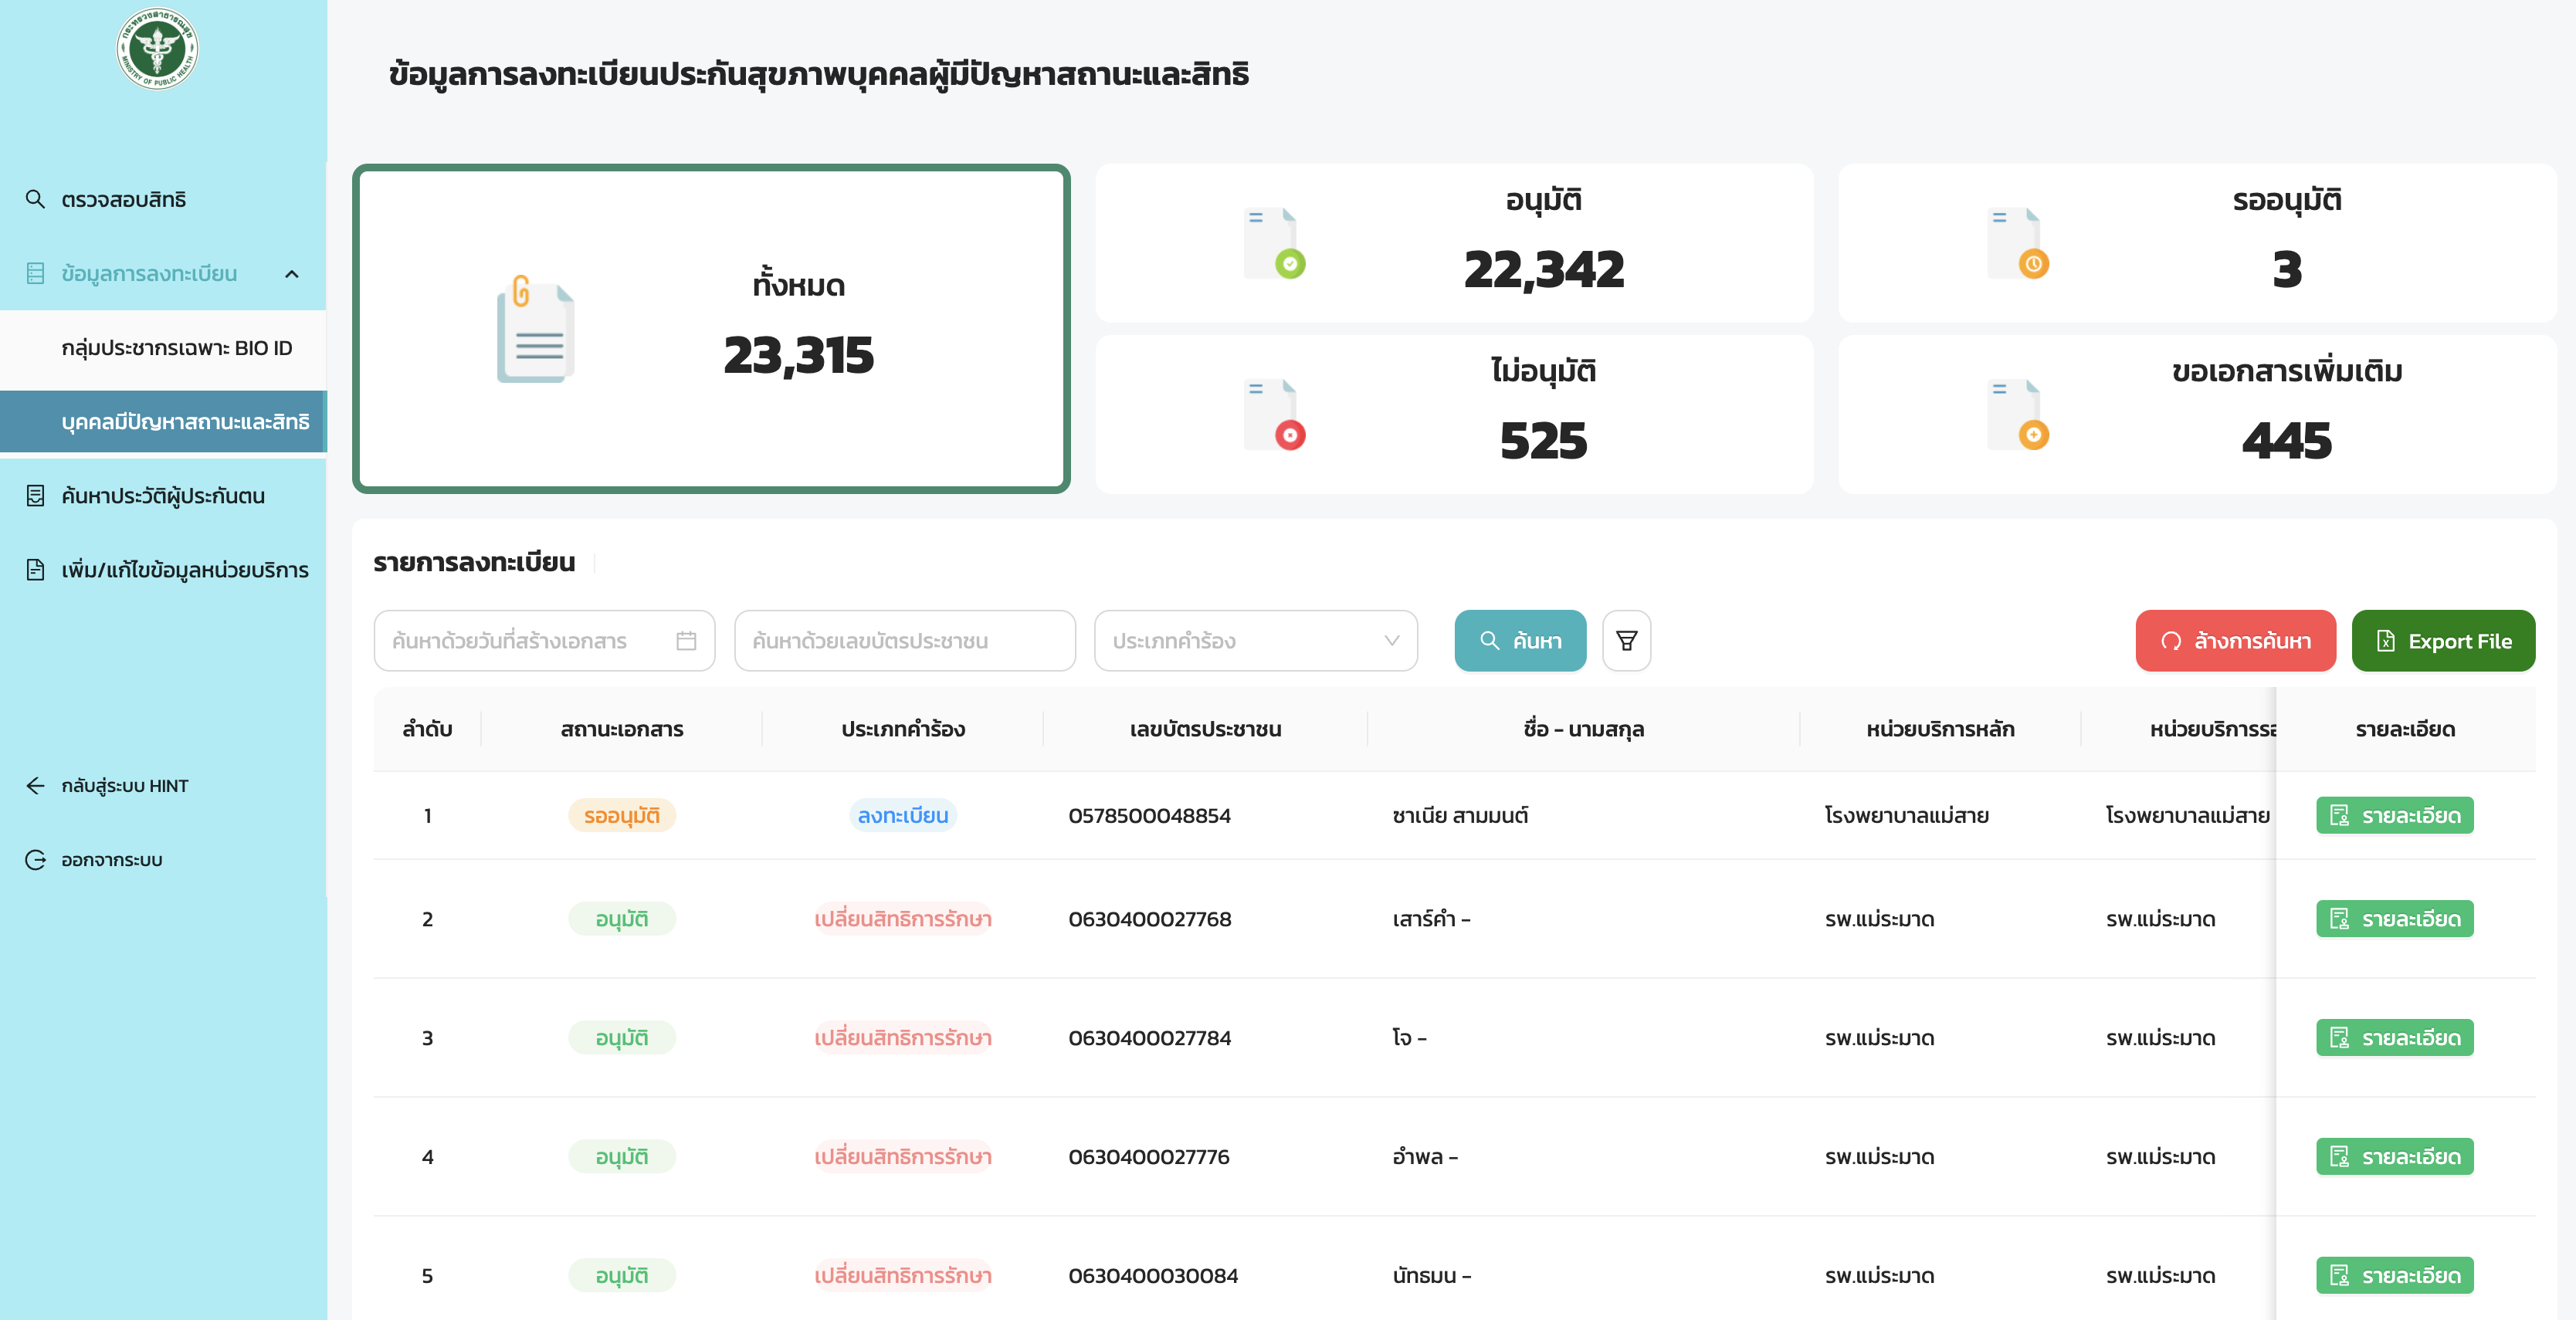 กระทรวงสาธารณสุข
MINISTRY OF PUBLIC HEALTH
ตรวจสอบสิทธิ
ข้อมูลการลงทะเบียน
กลุ่มประชากรเฉพาะ BIO ID
บุคคลมีปัญหาสถานะและสิทธิ
ค้นหาประวัติผู้ประกันตน
เพิ่ม/แก้ไขข้อมูลหน่วยบริการ
กลับสู่ระบบ HINT
ออกจากระบบ
ข้อมูลการลงทะเบียนประกันสุขภาพบุคคลผู้มีปัญหาสถานะและสิทธิ
ทั้งหมด
23,315
อนุมัติ
22,342
รออนุมัติ
3
ไม่อนุมัติ
525
ขอเอกสารเพิ่มเติม
445
รายการลงทะเบียน
ค้นหาด้วยวันที่สร้างเอกสาร ค้นหาด้วยเลขบัตรประชาชน ประเภทคำร้อง ค้นหา ล้างการค้นหา Export File
ลำดับ สถานะเอกสาร ประเภทคำร้อง เลขบัตรประชาชน ชื่อ - นามสกุล หน่วยบริการหลัก หน่วยบริการรอ รายละเอียด
1 รออนุมัติ ลงทะเบียน 0578500048854 ซาเนีย สามมนต์ โรงพยาบาลแม่สาย โรงพยาบาลแม่สาย รายละเอียด
2 อนุมัติ เปลี่ยนสิทธิการรักษา 0630400027768 เสาร์คำ - รพ.แม่ระมาด รพ.แม่ระมาด รายละเอียด
3 อนุมัติ เปลี่ยนสิทธิการรักษา 0630400027784 โจ - รพ.แม่ระมาด รพ.แม่ระมาด รายละเอียด
4 อนุมัติ เปลี่ยนสิทธิการรักษา 0630400027776 อำพล - รพ.แม่ระมาด รพ.แม่ระมาด รายละเอียด
5 อนุมัติ เปลี่ยนสิทธิการรักษา 0630400030084 นัทธมน - รพ.แม่ระมาด รพ.แม่ระมาด รายละเอียด